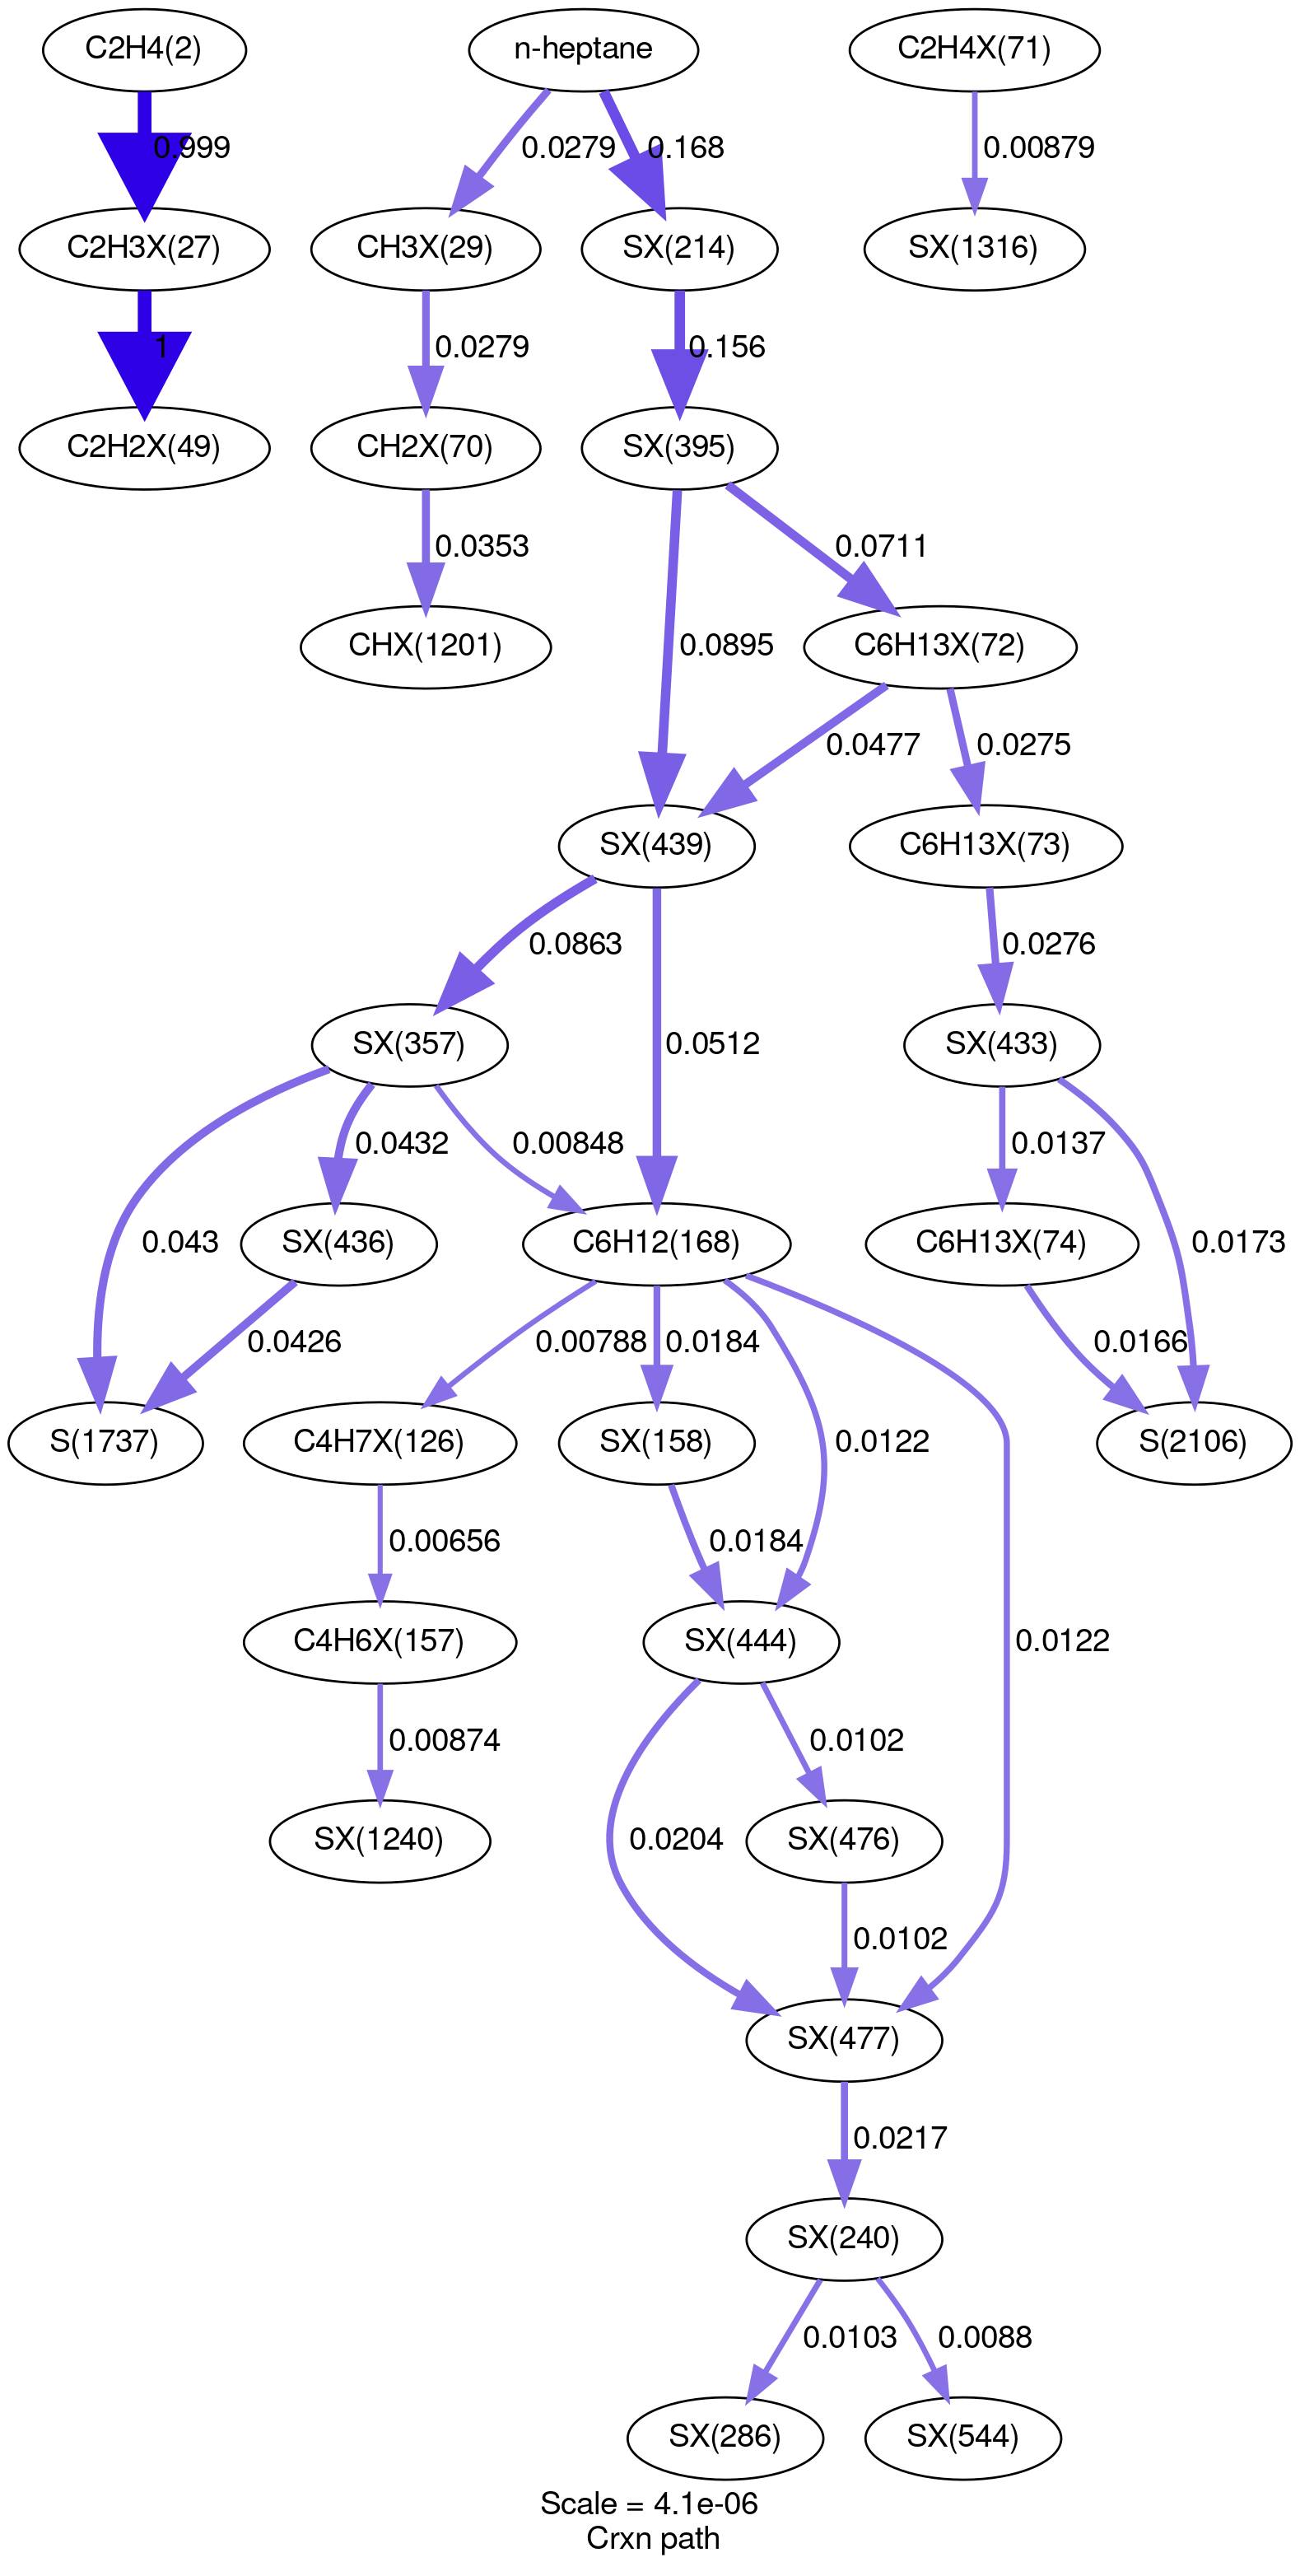 C2H4(2)
n-heptane
C2H4X(71)
0.999
0.0279
0.168
0.00879
C2H3X(27)
CH3X(29)
SX(214)
SX(1316)
1
0.0279
0.156
C2H2X(49)
CH2X(70)
SX(395)
0.0353
0.0711
CHX(1201)
0.0895
C6H13X(72)
0.0477
0.0275
SX(439)
C6H13X(73)
0.0863
0.0276
SX(357)
0.0512
SX(433)
0.0432
0.00848
0.0137
0.043
SX(436)
C6H12(168)
C6H13X(74)
0.0173
0.0426
0.00788
0.0184
0.0166
S(1737)
C4H7X(126)
SX(158)
0.0122
S(2106)
0.00656
0.0184
C4H6X(157)
SX(444)
0.0122
0.00874
0.0102
SX(1240)
0.0204
SX(476)
0.0102
SX(477)
0.0217
SX(240)
0.0103
0.0088
SX(286)
SX(544)
Scale = 4.1e-06
Crxn path